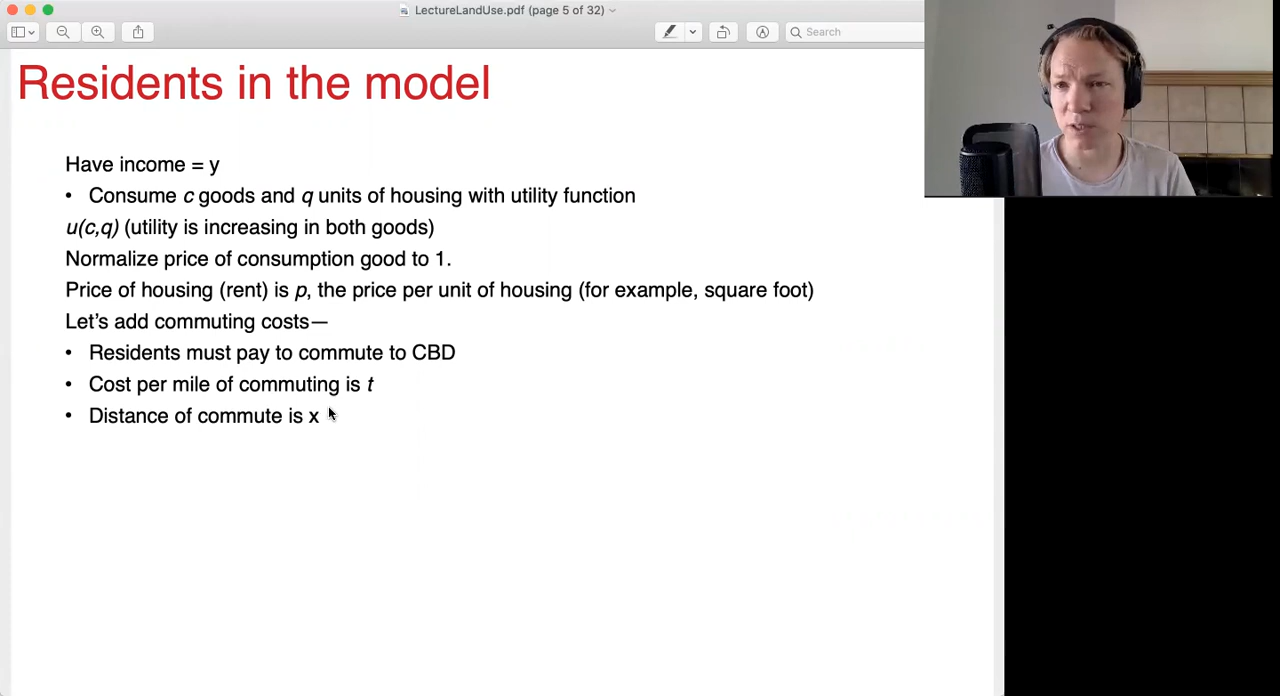 LectureLandUse.pdf (page 5 of 32)
Search
Residents in the model
Have income = y
• Consume c goods and q units of housing with utility function
u(c,q) (utility is increasing in both goods)
Normalize price of consumption good to 1.
Price of housing (rent) is p, the price per unit of housing (for example, square foot)
Let’s add commuting costs—
• Residents must pay to commute to CBD
• Cost per mile of commuting is t
• Distance of commute is x